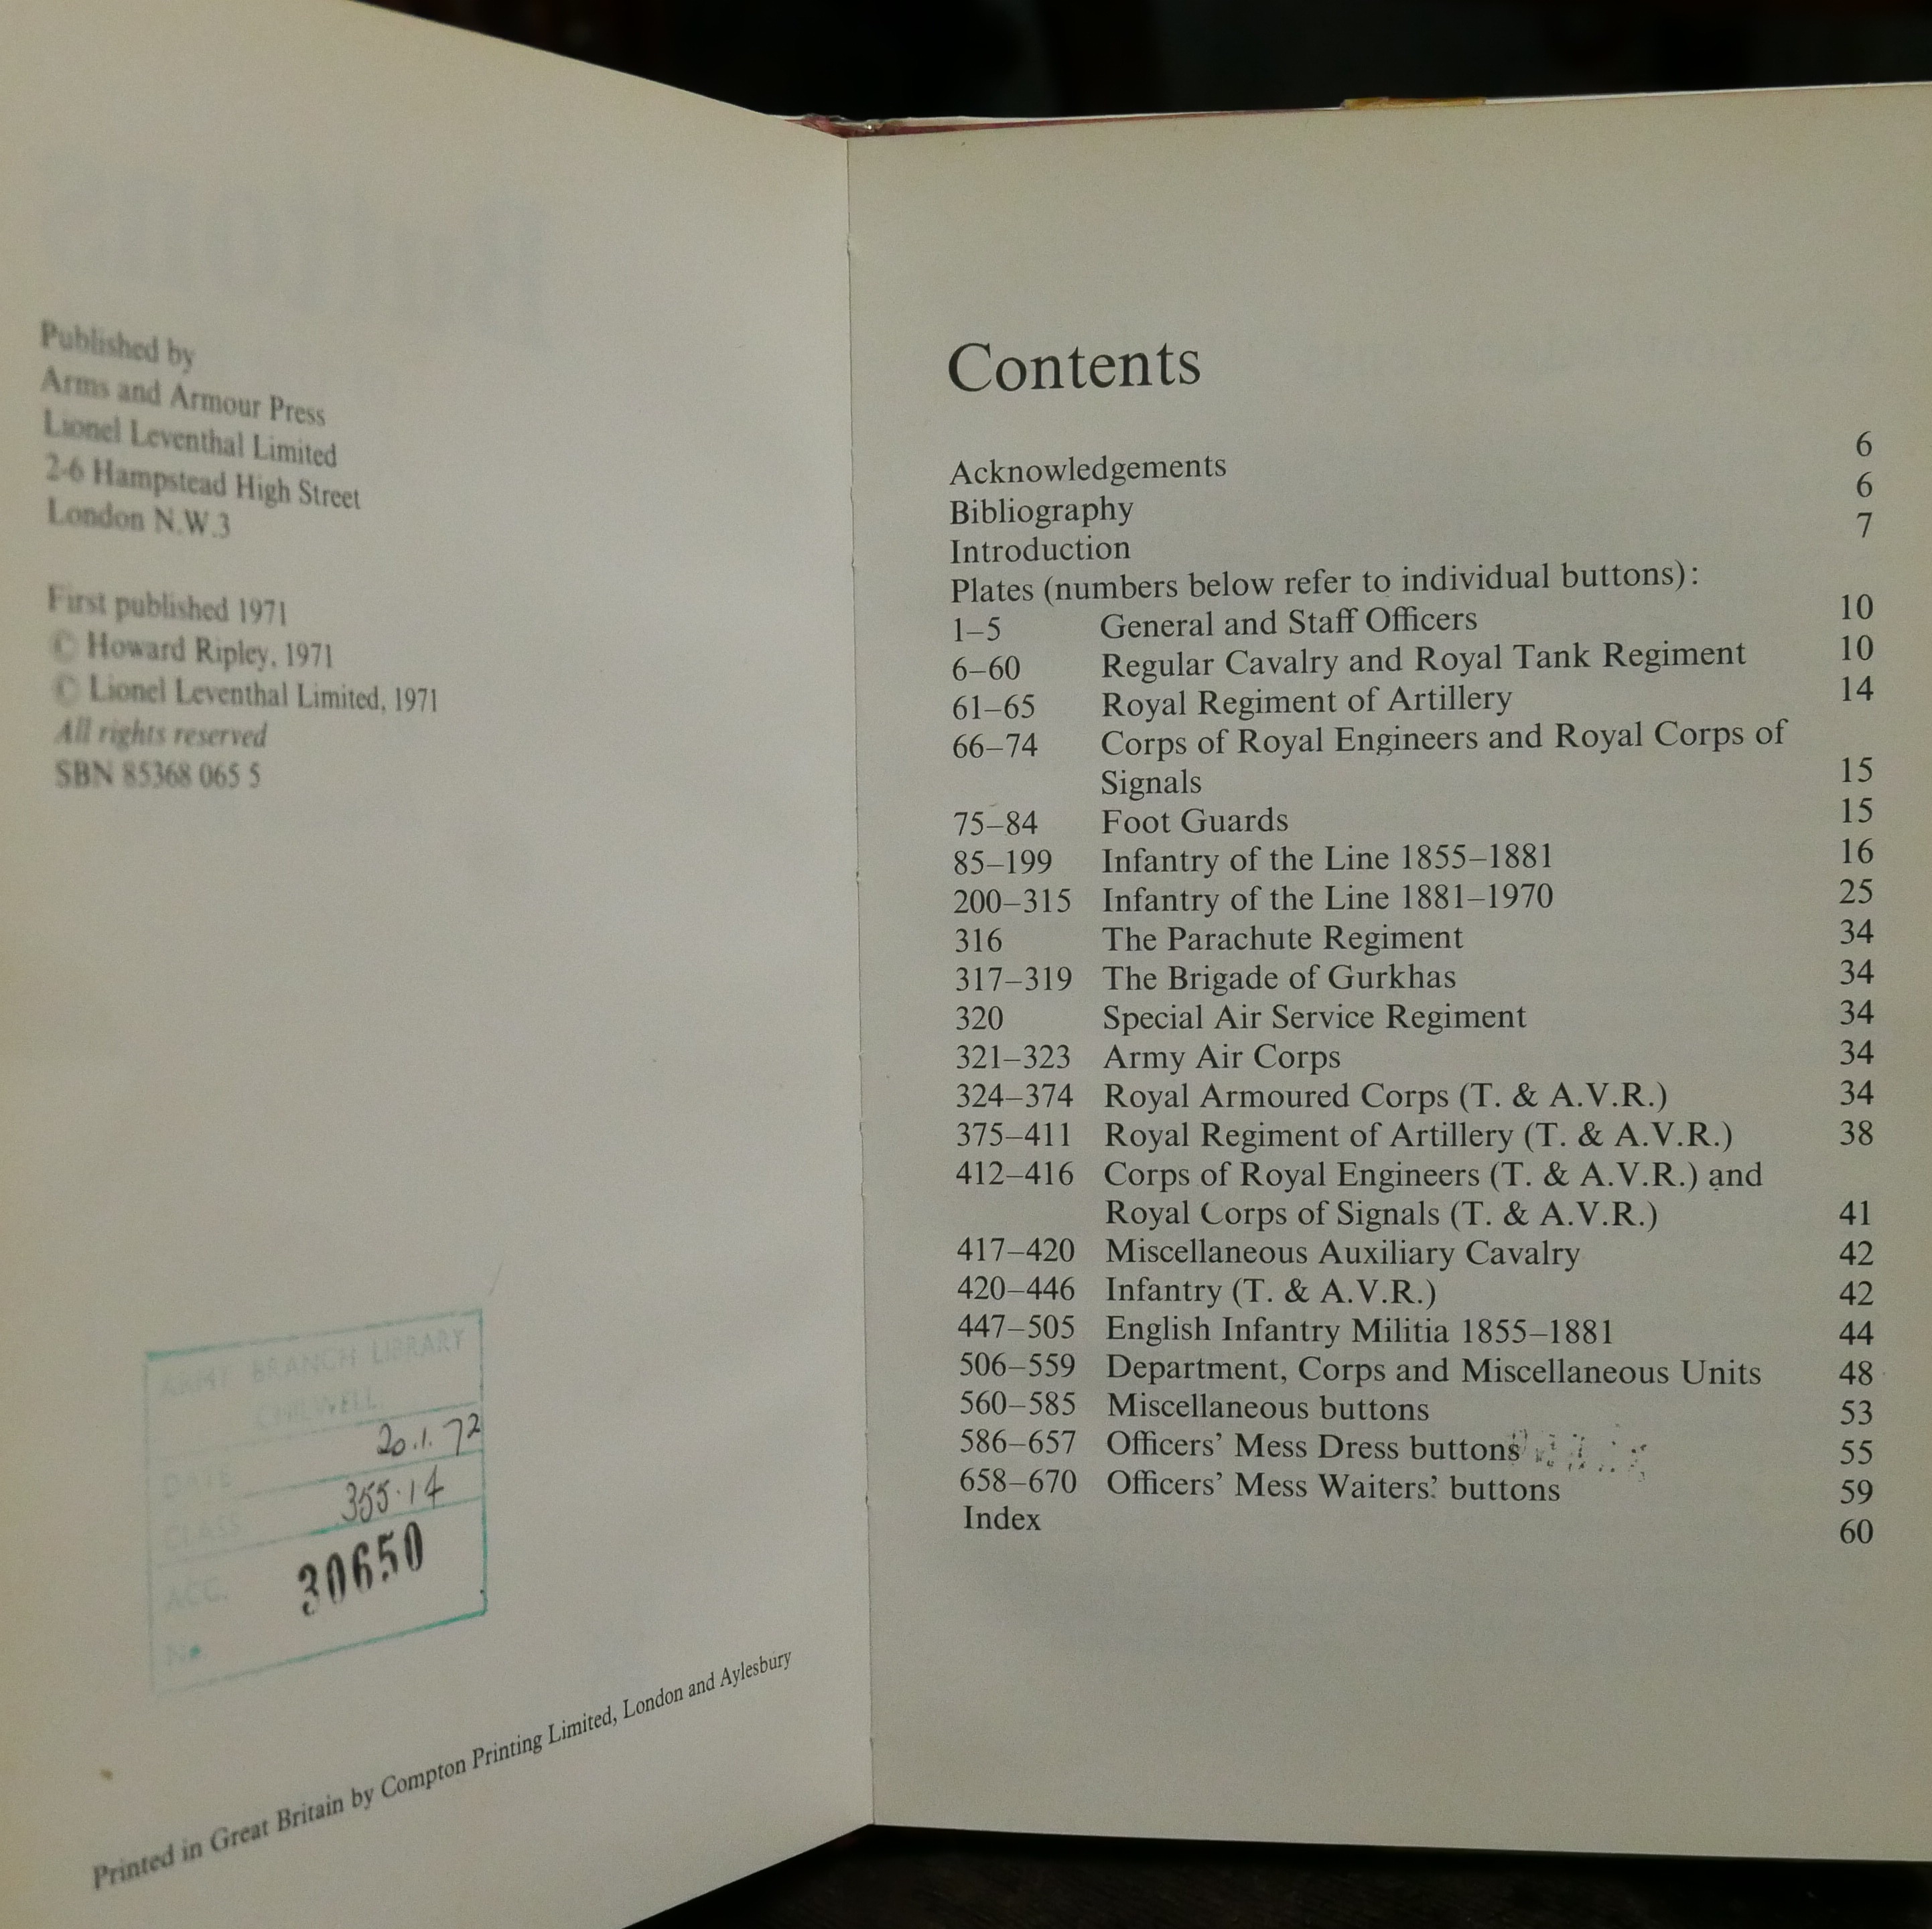 Published by
Arms and Armour Press
Lionel Leventhal Limited
2-6 Hampstead High Street
London N.W.3
First published 1971
© Howard Ripley, 1971
© Lionel Leventhal Limited, 1971
All rights reserved
SBN 85368 065 5
ARMY BRANCH LIBRARY
CHILWELL
DATE 20.1.72
CLASS 355.14
ACC. 30650
No.
Printed in Great Britain by Compton Printing Limited, London and Aylesbury
Contents
Acknowledgements 6
Bibliography 6
Introduction 7
Plates (numbers below refer to individual buttons):
1–5 General and Staff Officers 10
6–60 Regular Cavalry and Royal Tank Regiment 10
61–65 Royal Regiment of Artillery 14
66–74 Corps of Royal Engineers and Royal Corps of
Signals 15
75–84 Foot Guards 15
85–199 Infantry of the Line 1855–1881 16
200–315 Infantry of the Line 1881–1970 25
316 The Parachute Regiment 34
317–319 The Brigade of Gurkhas 34
320 Special Air Service Regiment 34
321–323 Army Air Corps 34
324–374 Royal Armoured Corps (T. & A.V.R.) 34
375–411 Royal Regiment of Artillery (T. & A.V.R.) 38
412–416 Corps of Royal Engineers (T. & A.V.R.) and
Royal Corps of Signals (T. & A.V.R.) 41
417–420 Miscellaneous Auxiliary Cavalry 42
420–446 Infantry (T. & A.V.R.) 42
447–505 English Infantry Militia 1855–1881 44
506–559 Department, Corps and Miscellaneous Units 48
560–585 Miscellaneous buttons 53
586–657 Officers' Mess Dress buttons 55
658–670 Officers' Mess Waiters' buttons 59
Index 60